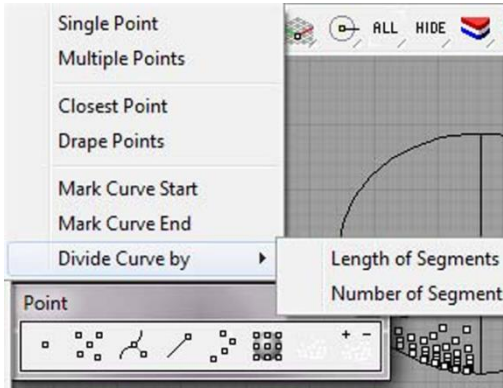 Single Point
Multiple Points
Closest Point
Drape Points
Mark Curve Start
Mark Curve End
Divide Curve by
Length of Segments
Number of Segment
Point
ALL HIDE